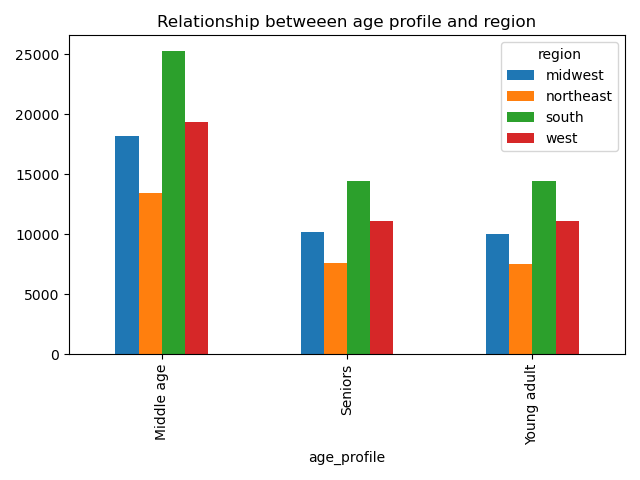 Relationship betweeen age profile and region
region
midwest
northeast
south
west
25000
20000
15000
10000
5000
0
Middle age
Seniors
Young adult
age_profile